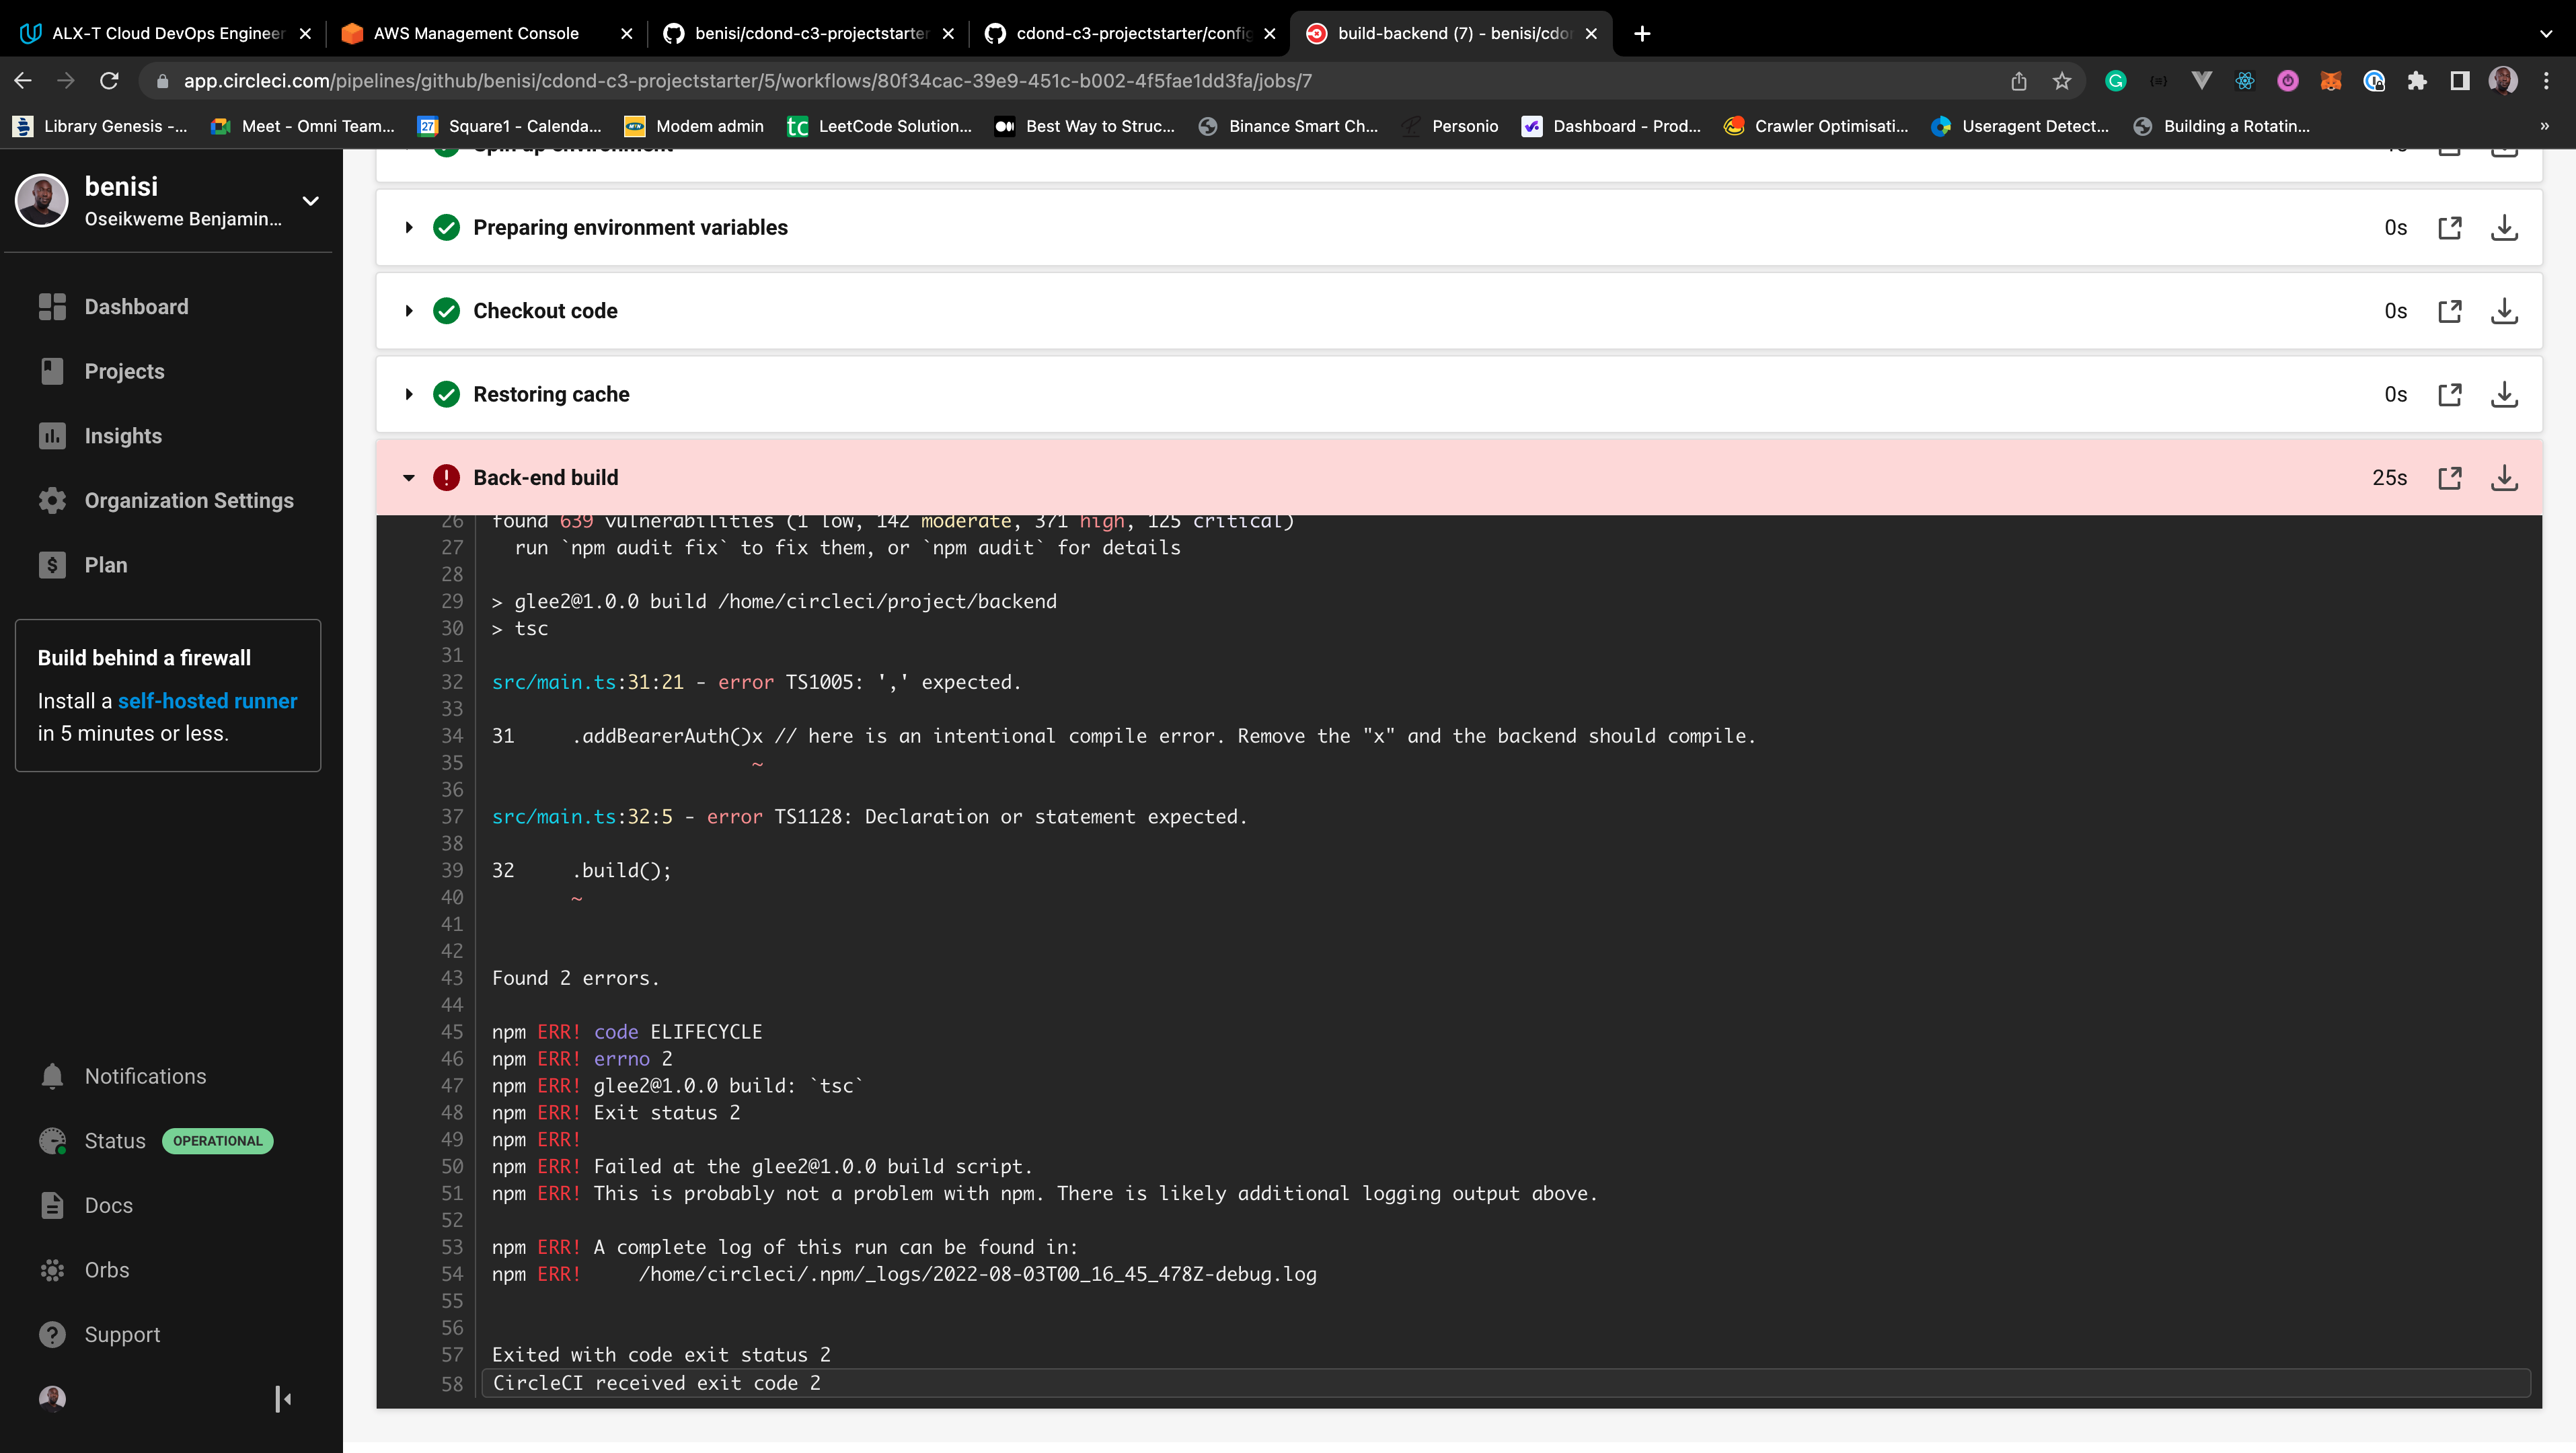 ALX-T Cloud DevOps Engineer
AWS Management Console
benisi/cdond-c3-projectstarter
cdond-c3-projectstarter/config
build-backend (7) - benisi/cdon
app.circleci.com/pipelines/github/benisi/cdond-c3-projectstarter/5/workflows/80f34cac-39e9-451c-b002-4f5fae1dd3fa/jobs/7
Library Genesis -...
Meet - Omni Team...
27
Square1 - Calenda...
Modem admin
tc
LeetCode Solution...
Best Way to Struc...
Binance Smart Ch...
Personio
Dashboard - Prod...
Crawler Optimisati...
Useragent Detect...
Building a Rotatin...
»
benisi
Oseikweme Benjamin...
Dashboard
Projects
Insights
Organization Settings
Plan
Build behind a firewall
Install a self-hosted runner
in 5 minutes or less.
Notifications
Status OPERATIONAL
Docs
Orbs
Support
Spin up environment
Preparing environment variables 0s
Checkout code 0s
Restoring cache 0s
Back-end build 25s
26 found 639 vulnerabilities (1 low, 142 moderate, 371 high, 125 critical)
27 run `npm audit fix` to fix them, or `npm audit` for details
28
29 > glee2@1.0.0 build /home/circleci/project/backend
30 > tsc
31
32 src/main.ts:31:21 - error TS1005: ',' expected.
33
34 31 .addBearerAuth()x // here is an intentional compile error. Remove the "x" and the backend should compile.
35 ~
36
37 src/main.ts:32:5 - error TS1128: Declaration or statement expected.
38
39 32 .build();
40 ~
41
42
43 Found 2 errors.
44
45 npm ERR! code ELIFECYCLE
46 npm ERR! errno 2
47 npm ERR! glee2@1.0.0 build: `tsc`
48 npm ERR! Exit status 2
49 npm ERR!
50 npm ERR! Failed at the glee2@1.0.0 build script.
51 npm ERR! This is probably not a problem with npm. There is likely additional logging output above.
52
53 npm ERR! A complete log of this run can be found in:
54 npm ERR! /home/circleci/.npm/_logs/2022-08-03T00_16_45_478Z-debug.log
55
56
57 Exited with code exit status 2
58 CircleCI received exit code 2